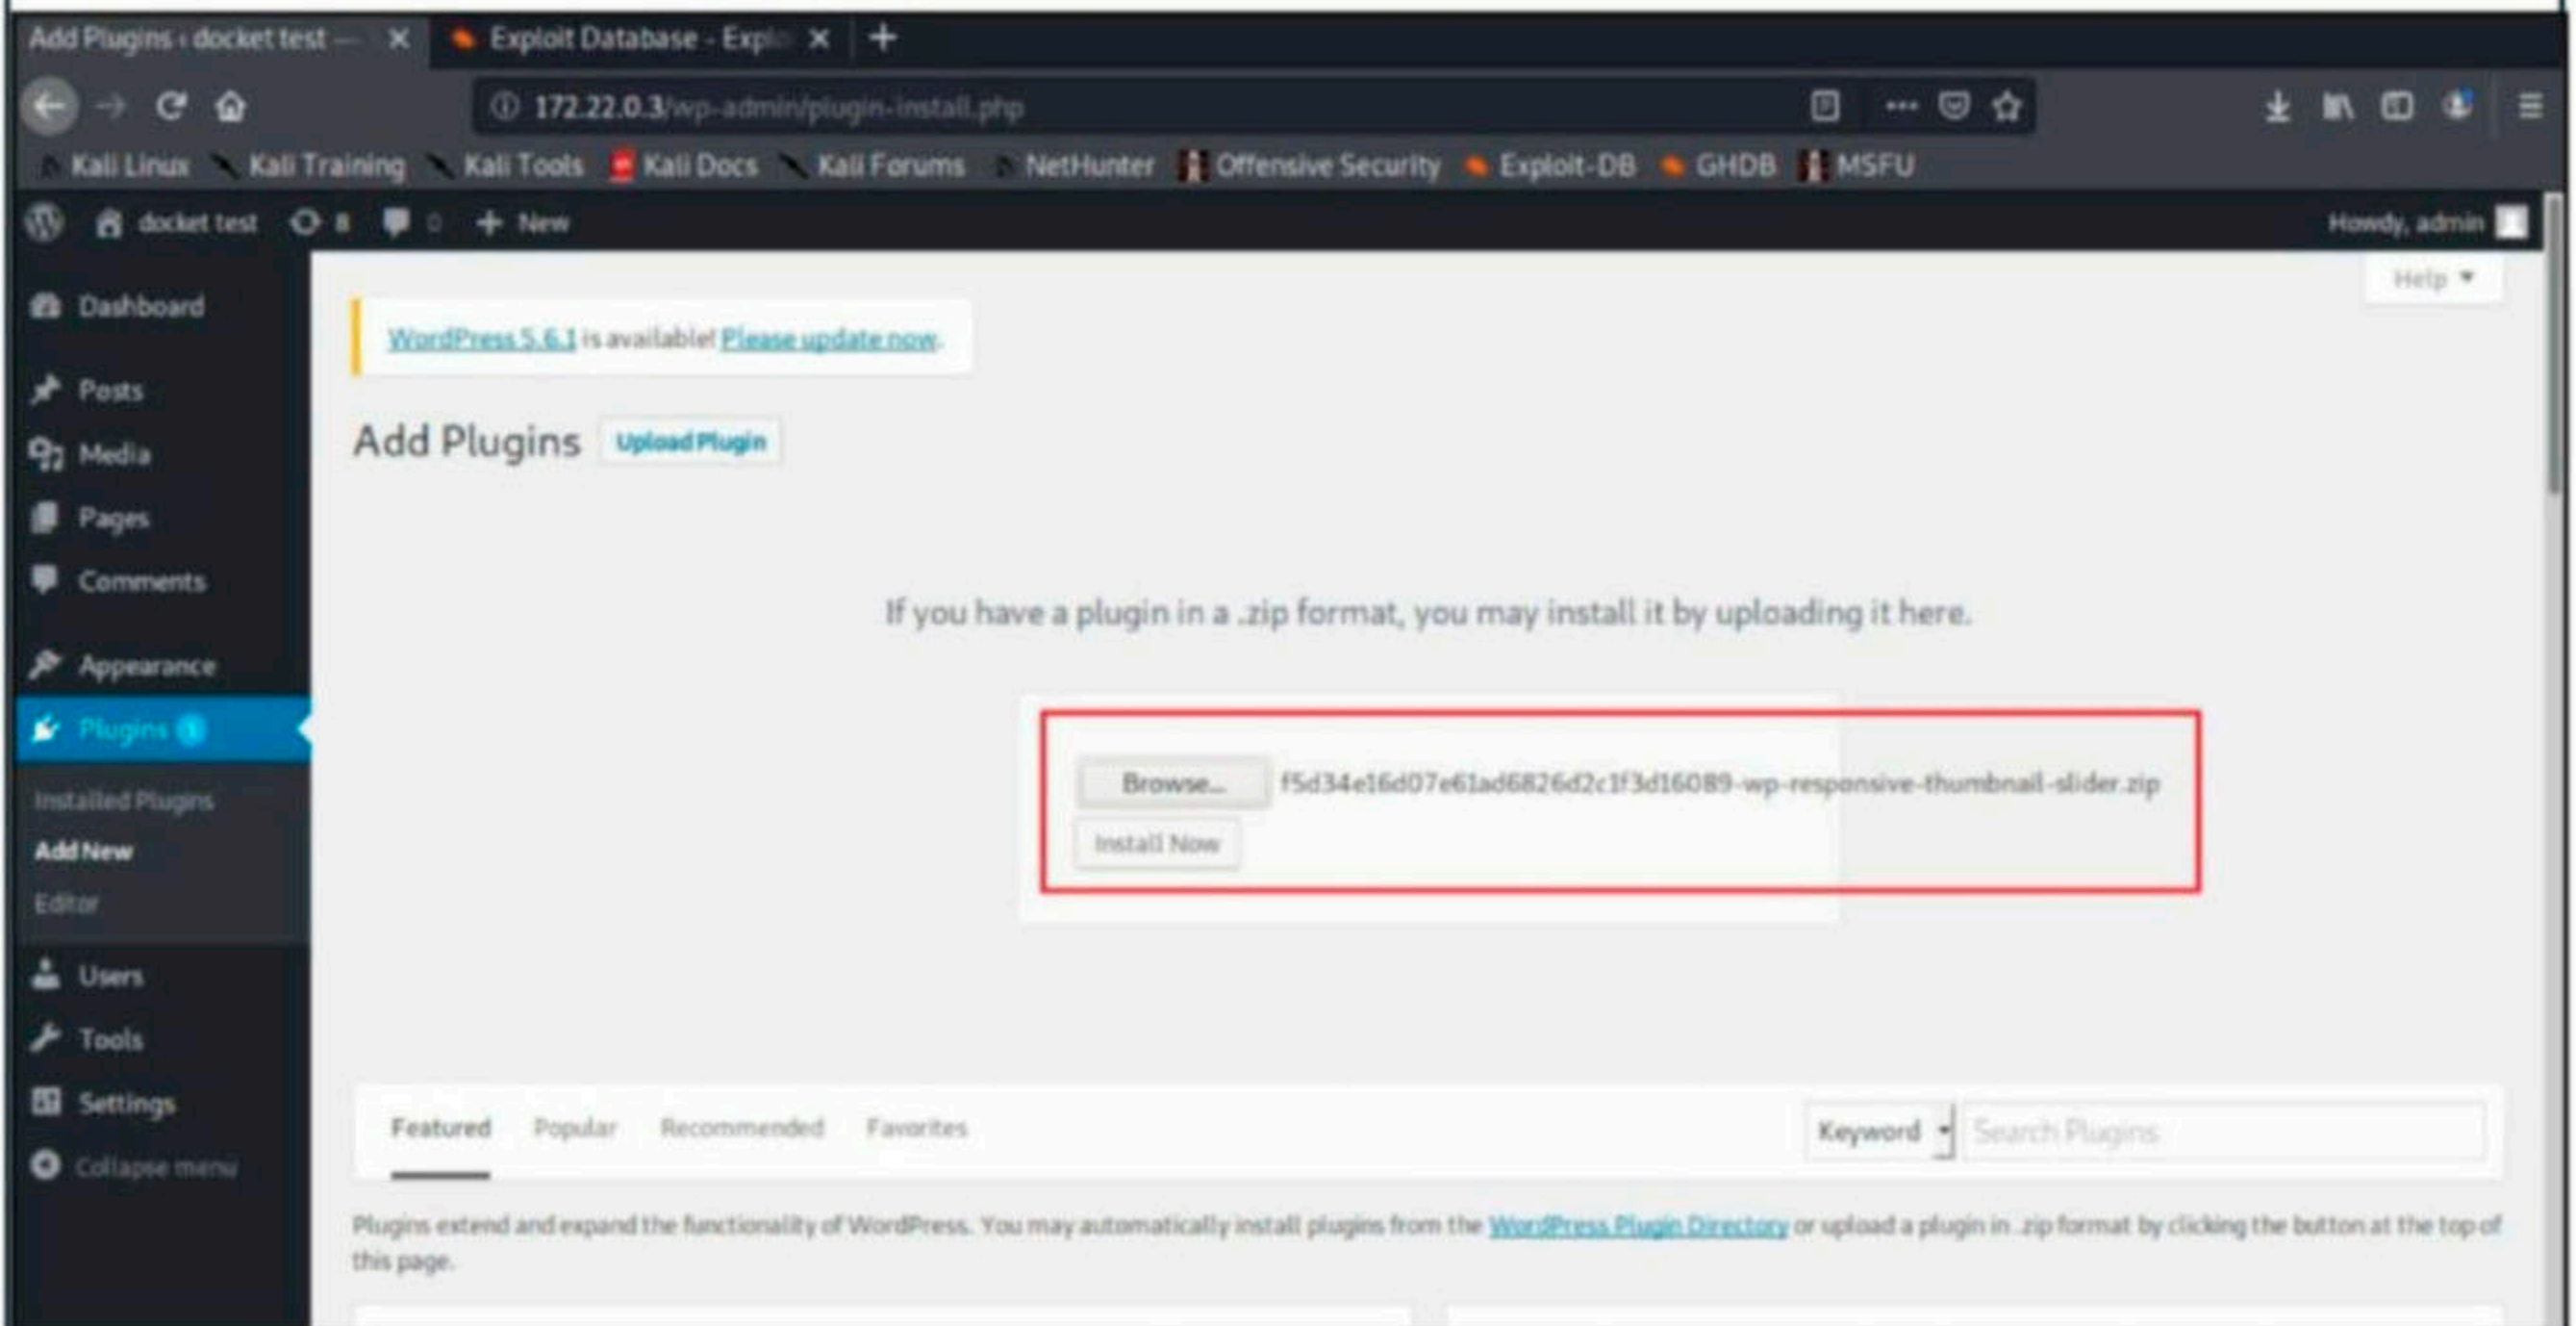 Add Plugins ‹ docket test —
Exploit Database - Explo
172.22.0.3/wp-admin/plugin-install.php
Kali Linux Kali Training Kali Tools Kali Docs Kali Forums NetHunter Offensive Security Exploit-DB GHDB MSFU
docket test 8 0 + New Howdy, admin
Help
Dashboard
Posts
Media
Pages
Comments
Appearance
Plugins 1
Installed Plugins
Add New
Editor
Users
Tools
Settings
Collapse menu
WordPress 5.6.1 is available! Please update now.
Add Plugins Upload Plugin
If you have a plugin in a .zip format, you may install it by uploading it here.
Browse... f5d34e16d07e61ad6826d2c1f3d16089-wp-responsive-thumbnail-slider.zip
Install Now
Featured Popular Recommended Favorites Keyword Search Plugins
Plugins extend and expand the functionality of WordPress. You may automatically install plugins from the WordPress Plugin Directory or upload a plugin in .zip format by clicking the button at the top of
this page.